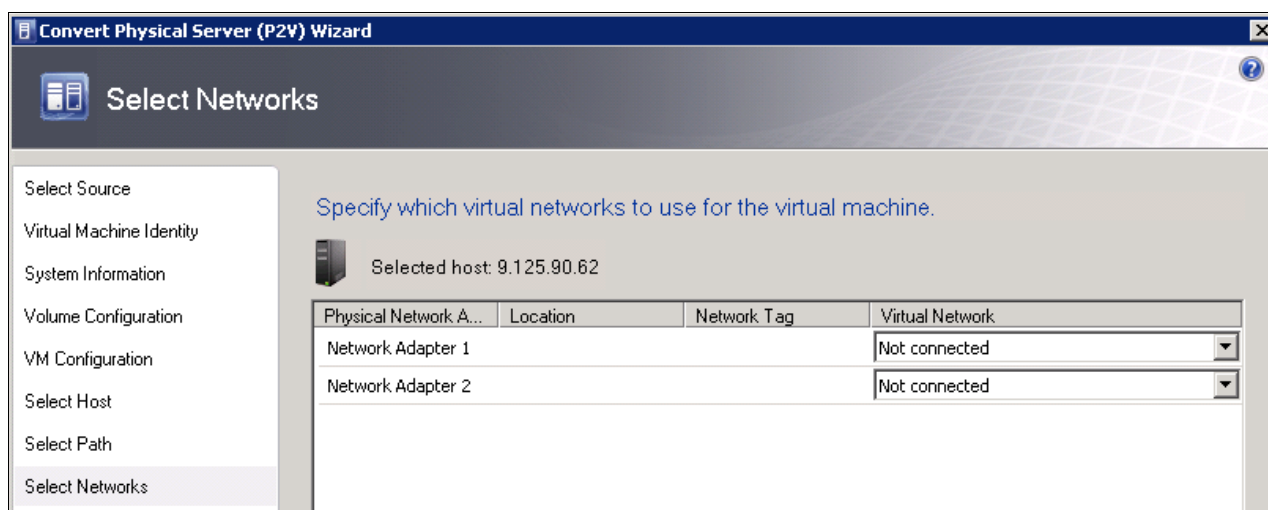 Convert Physical Server (P2V) Wizard
Select Networks
Select Source
Virtual Machine Identity
System Information
Volume Configuration
VM Configuration
Select Host
Select Path
Select Networks
Specify which virtual networks to use for the virtual machine.
Selected host: 9.125.90.62
Physical Network A... Location Network Tag Virtual Network
Network Adapter 1 Not connected
Network Adapter 2 Not connected